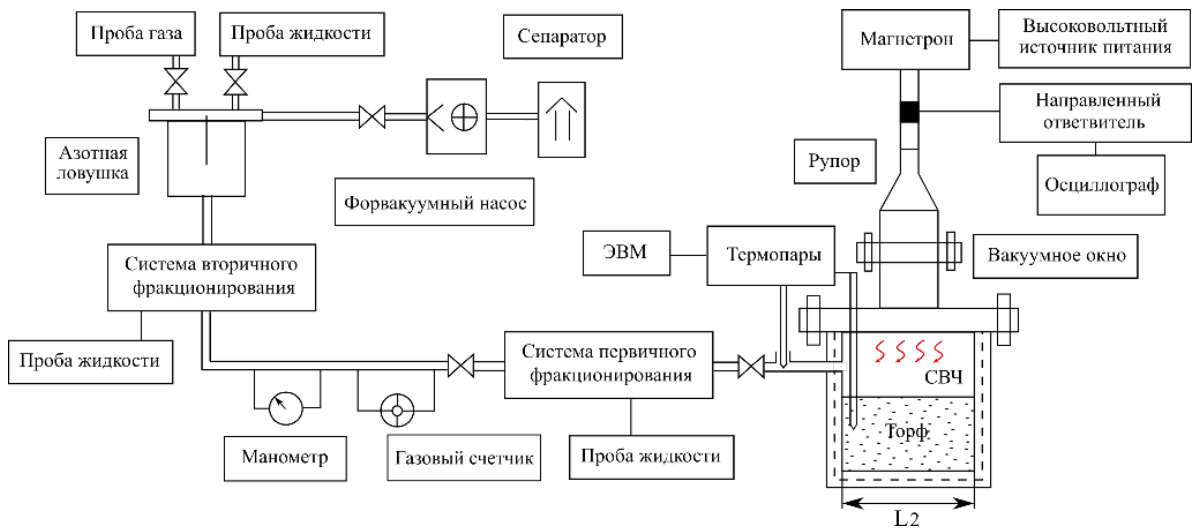 Проба газа
Проба жидкости
Сепаратор
Магнетрон
Высоковольтный
источник питания
Направленный
ответвитель
Азотная
ловушка
Рупор
Осциллограф
Форвакуумный насос
ЭВМ
Термопары
Вакуумное окно
Система вторичного
фракционирования
Проба жидкости
Система первичного
фракционирования
СВЧ
Торф
Манометр
Газовый счетчик
Проба жидкости
L2